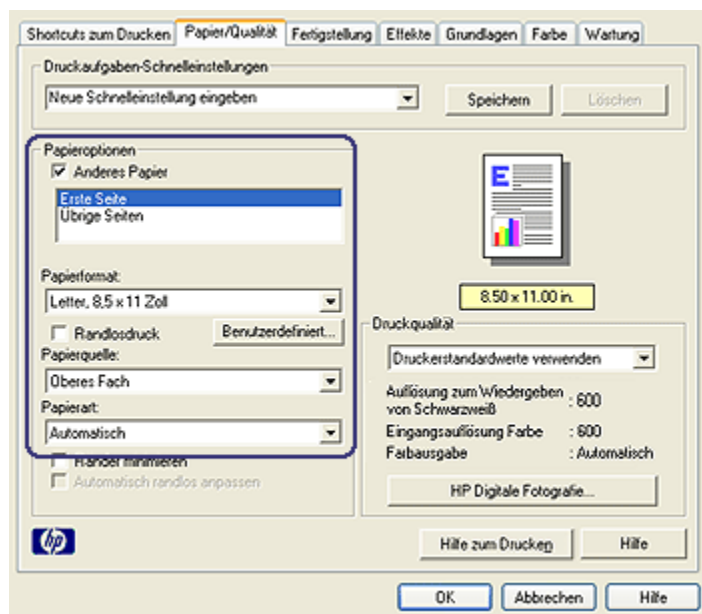 Shortcuts zum Drucken Papier/Qualität Fertigstellung Effekte Grundlagen Farbe Wartung
Druckaufgaben-Schnelleinstellungen
Neue Schnelleinstellung eingeben Speichern Löschen
Papieroptionen
Anderes Papier
Erste Seite
Übrige Seiten
Papierformat:
Letter, 8,5 x 11 Zoll
Randlosdruck Benutzerdefiniert...
Papierquelle:
Oberes Fach
Papierart:
Automatisch
Ränder minimieren
Automatisch randlos anpassen
E
8.50 x 11.00 in.
Druckqualität
Druckerstandardwerte verwenden
Auflösung zum Wiedergeben
von Schwarzweiß : 600
Eingangsauflösung Farbe : 600
Farbausgabe : Automatisch
HP Digitale Fotografie...
hp
Hilfe zum Drucken Hilfe
OK Abbrechen Hilfe